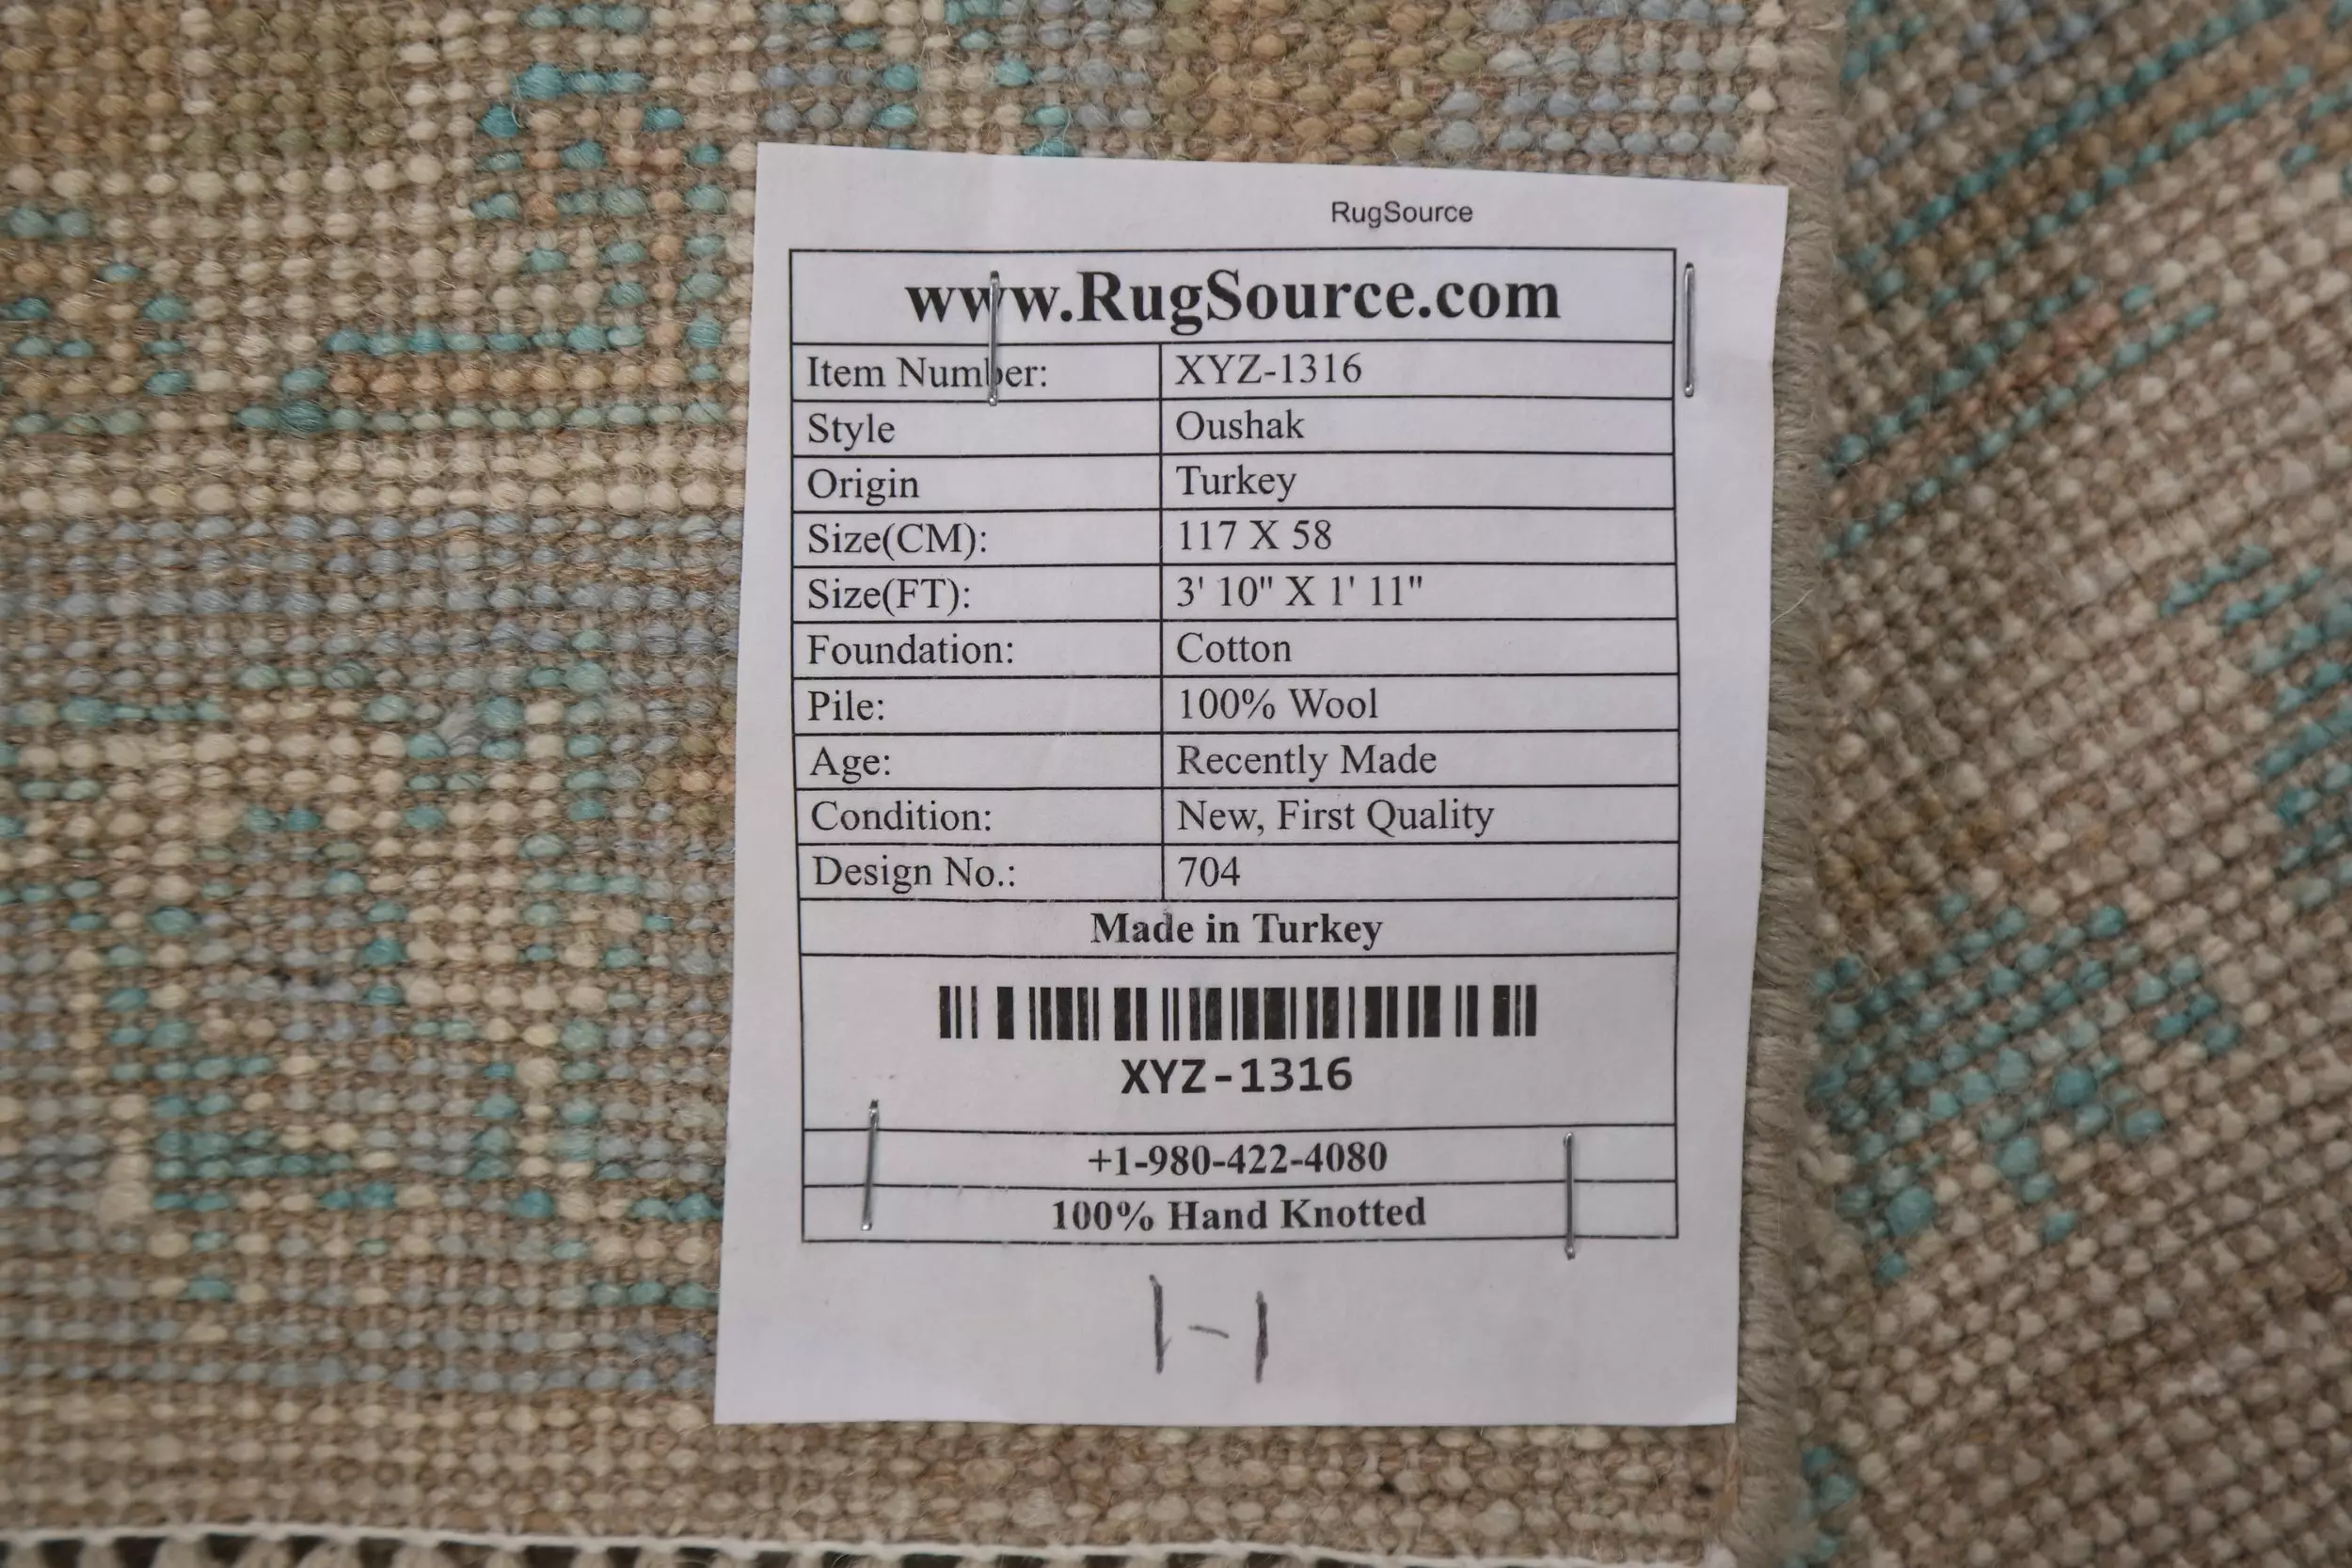 RugSource
www.RugSource.com
Item Number: XYZ-1316
Style Oushak
Origin Turkey
Size(CM): 117 X 58
Size(FT): 3' 10" X 1' 11"
Foundation: Cotton
Pile: 100% Wool
Age: Recently Made
Condition: New, First Quality
Design No.: 704
Made in Turkey
XYZ-1316
+1-980-422-4080
100% Hand Knotted
1-1